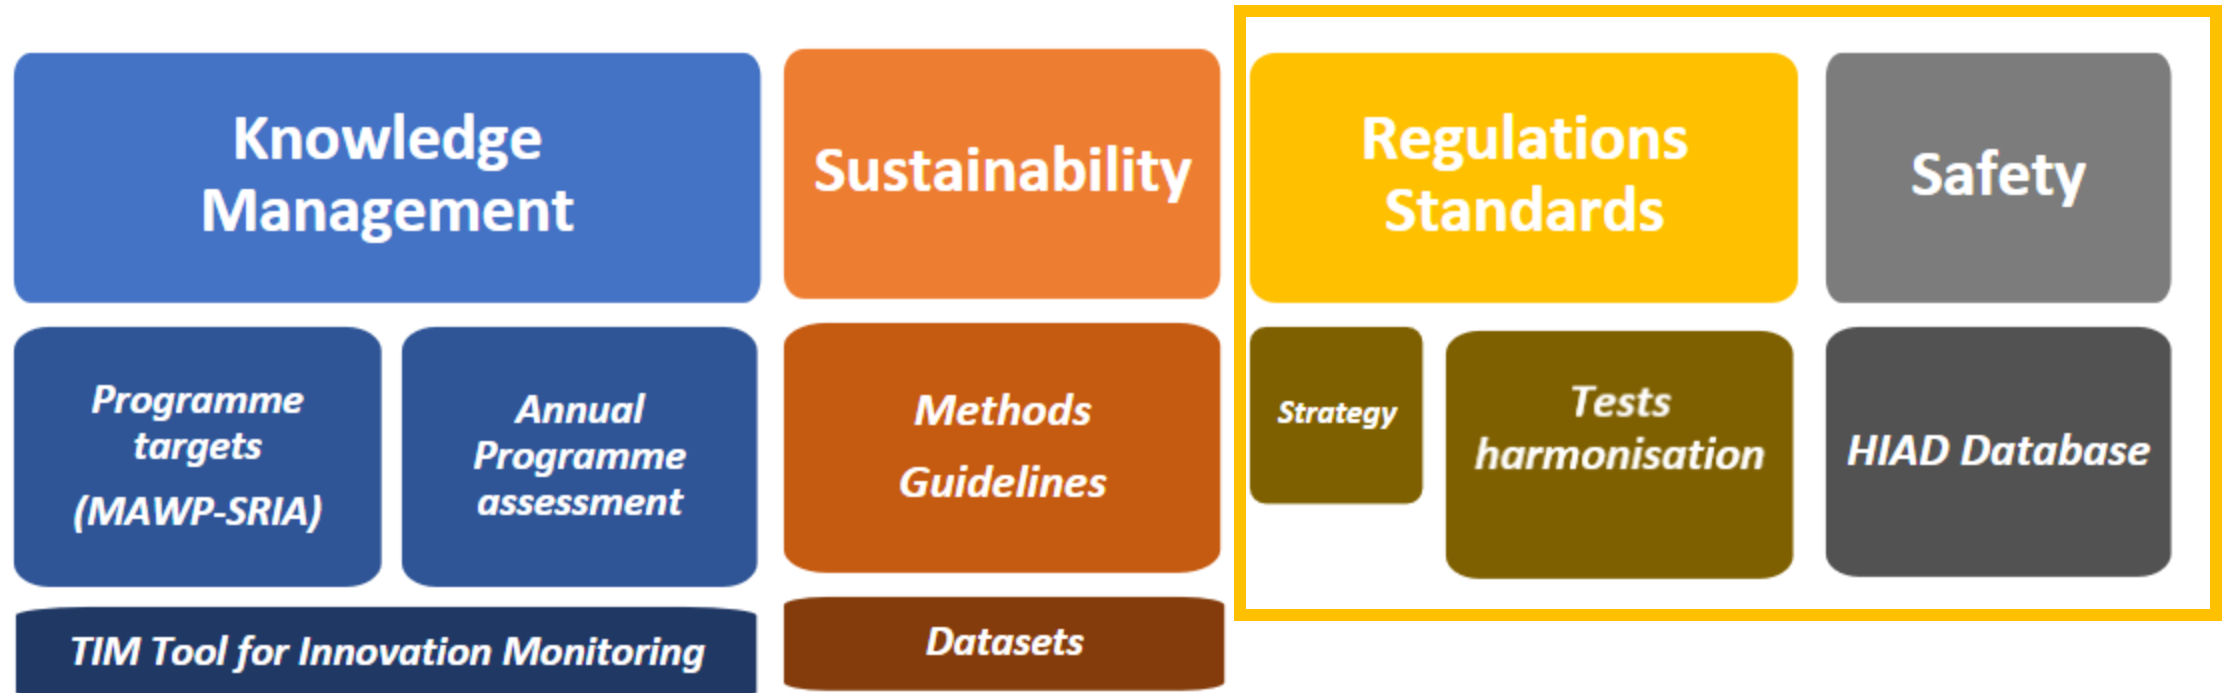 Knowledge
Management
Sustainability
Regulations
Standards
Safety
Programme
targets
(MAWP-SRIA)
Annual
Programme
assessment
Methods
Guidelines
Strategy
Tests
harmonisation
HIAD Database
TIM Tool for Innovation Monitoring
Datasets